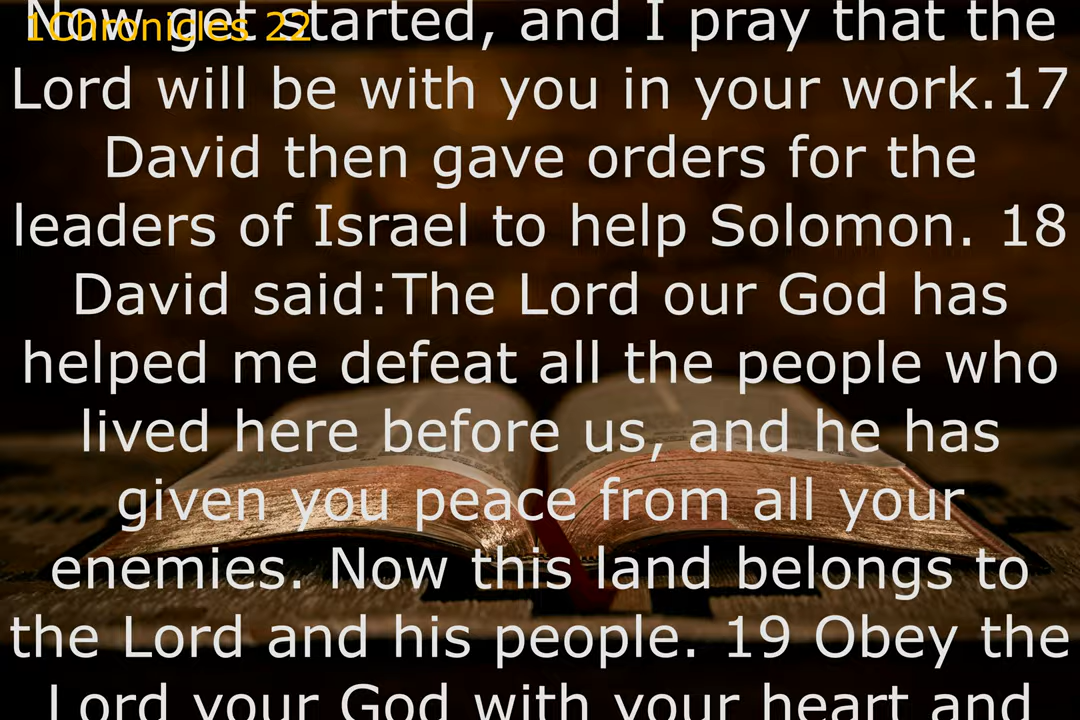 1Chronicles 22
Now get started, and I pray that the
Lord will be with you in your work.17
David then gave orders for the
leaders of Israel to help Solomon. 18
David said:The Lord our God has
helped me defeat all the people who
lived here before us, and he has
given you peace from all your
enemies. Now this land belongs to
the Lord and his people. 19 Obey the
Lord your God with your heart and